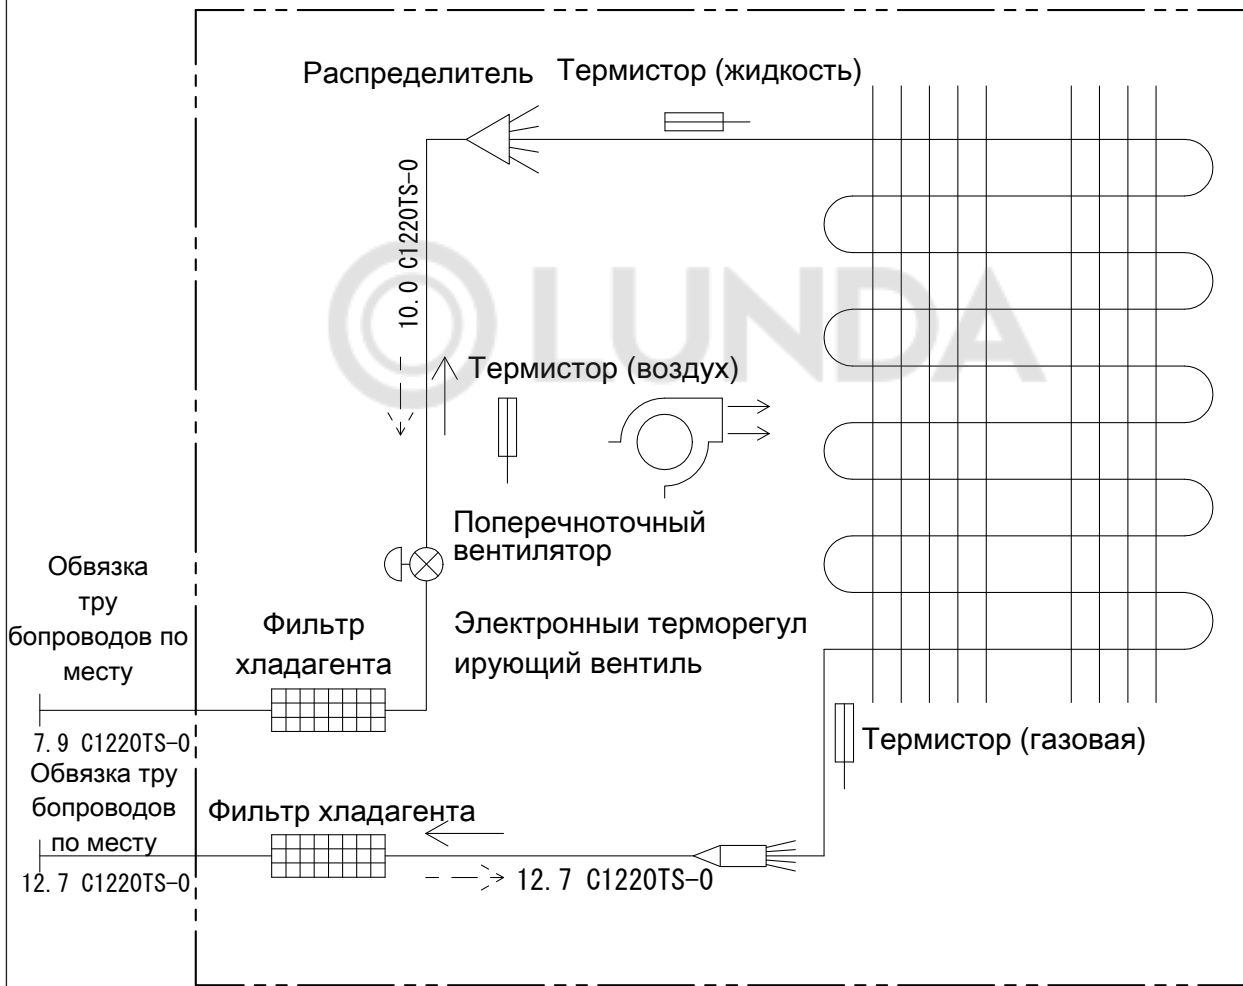 Распределитель
Термистор (жидкость)
10.0 C1220TS-0
LUNDA
Термистор (воздух)
Поперечноточный
вентилятор
Обвязка
тру
бопроводов по
месту
Фильтр
хладагента
Электронныи терморегул
ирующий вентиль
7.9 C1220TS-0
Термистор (газовая)
Обвязка тру
бопроводов
по месту
Фильтр хладагента
12.7 C1220TS-0
12.7 C1220TS-0